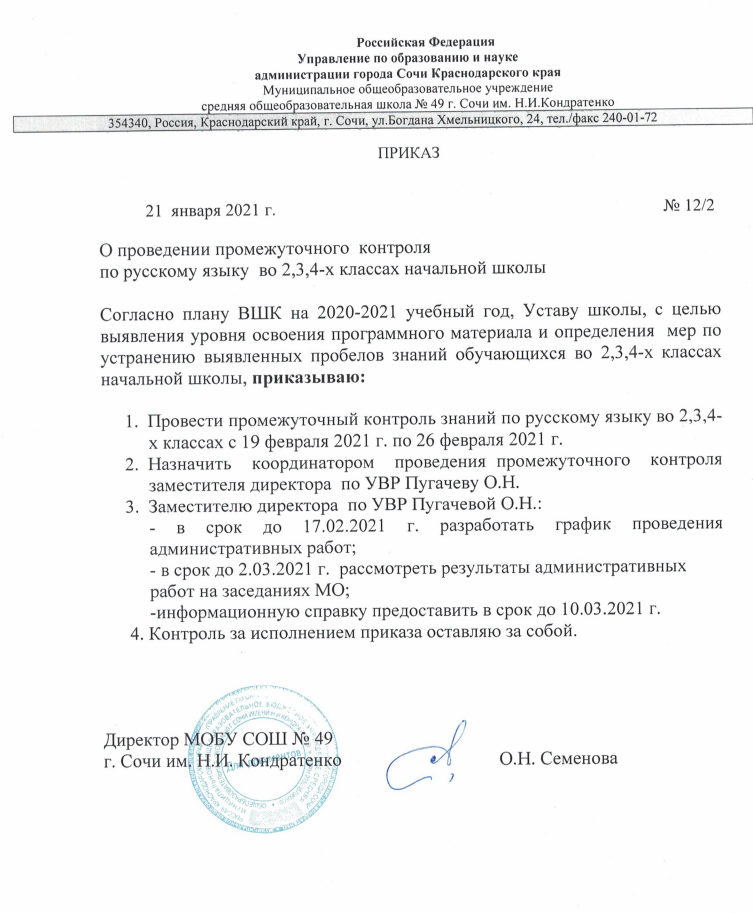 Российская Федерация
Управление по образованию и науке
администрации города Сочи Краснодарского края
Муниципальное общеобразовательное учреждение
средняя общеобразовательная школа № 49 г. Сочи им. Н.И.Кондратенко
354340, Россия, Краснодарский край, г. Сочи, ул.Богдана Хмельницкого, 24, тел./факс 240-01-72
ПРИКАЗ
21 января 2021 г.
№ 12/2
О проведении промежуточного контроля
по русскому языку во 2,3,4-х классах начальной школы
Согласно плану ВШК на 2020-2021 учебный год, Уставу школы, с целью
выявления уровня освоения программного материала и определения мер по
устранению выявленных пробелов знаний обучающихся во 2,3,4-х классах
начальной школы, приказываю:
1. Провести промежуточный контроль знаний по русскому языку во 2,3,4-
х классах с 19 февраля 2021 г. по 26 февраля 2021 г.
2. Назначить координатором проведения промежуточного контроля
заместителя директора по УВР Пугачеву О.Н.
3. Заместителю директора по УВР Пугачевой О.Н.:
- в срок до 17.02.2021 г. разработать график проведения
административных работ;
- в срок до 2.03.2021 г. рассмотреть результаты административных
работ на заседаниях МО;
-информационную справку предоставить в срок до 10.03.2021 г.
4. Контроль за исполнением приказа оставляю за собой.
Директор МОБУ СОШ № 49
г. Сочи им. Н.И. Кондратенко
О.Н. Семенова
Для документов